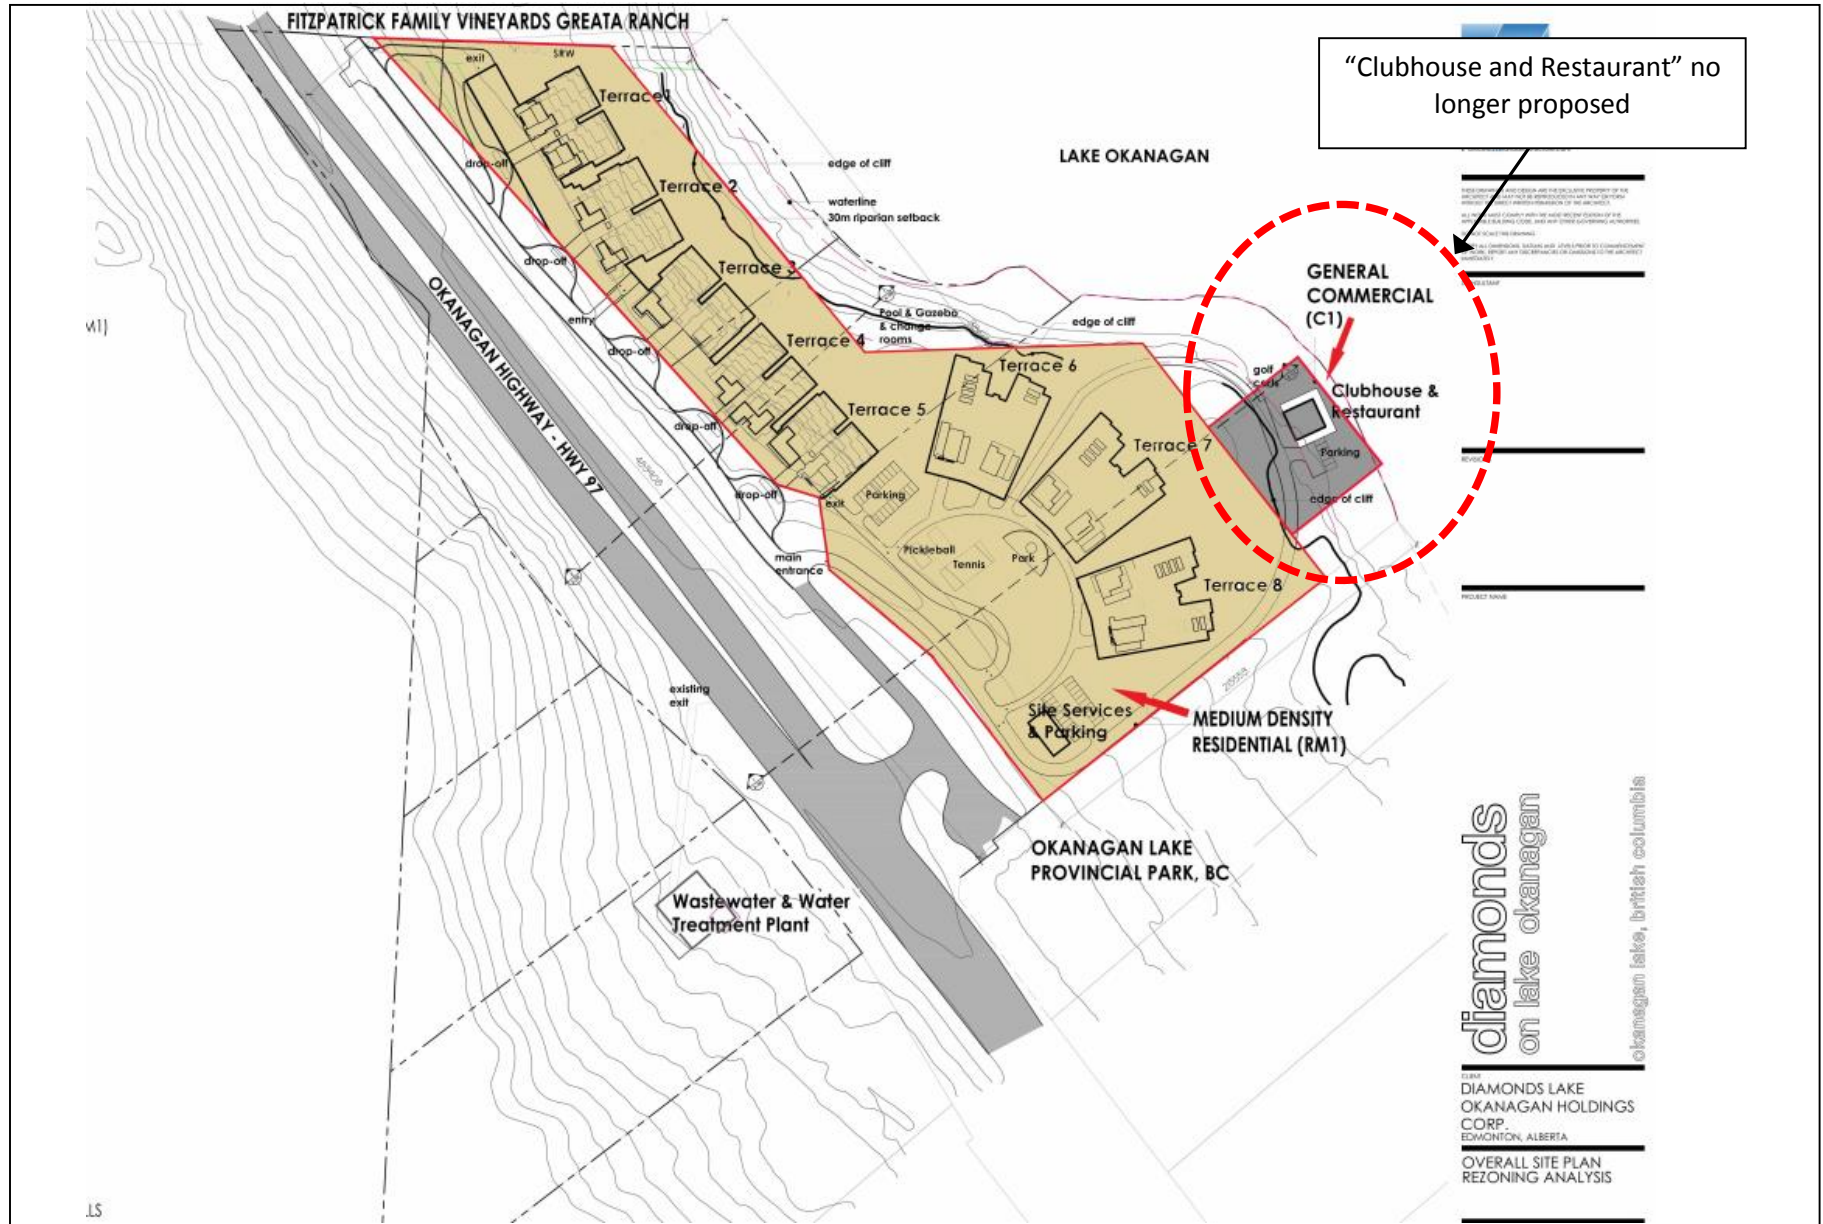 FITZPATRICK FAMILY VINEYARDS GREATA RANCH
“Clubhouse and Restaurant” no
longer proposed
exit
SRW
Terrace1
drop-off
Terrace 2
edge of cliff
waterline
30m riparian setback
LAKE OKANAGAN
drop-off
Terrace 3
entry
Pool & Gazebo
& change
rooms
edge of cliff
GENERAL
COMMERCIAL
(C1)
OKANAGAN HIGHWAY - HWY 97
drop-off
Terrace 4
Terrace 6
golf
Clubhouse &
Restaurant
Terrace 5
drop-off
Terrace 7
Parking
edge of cliff
drop-off
exit
Parking
Pickleball
Tennis
Park
main
entrance
Terrace 8
existing
exit
Site Services
& Parking
MEDIUM DENSITY
RESIDENTIAL (RM1)
OKANAGAN LAKE
PROVINCIAL PARK, BC
Wastewater & Water
Treatment Plant
PROJECT NAME
diamonds
on lake okanagan
okanagan lake, british columbia
CLIENT
DIAMONDS LAKE
OKANAGAN HOLDINGS
CORP.
EDMONTON, ALBERTA
OVERALL SITE PLAN
REZONING ANALYSIS